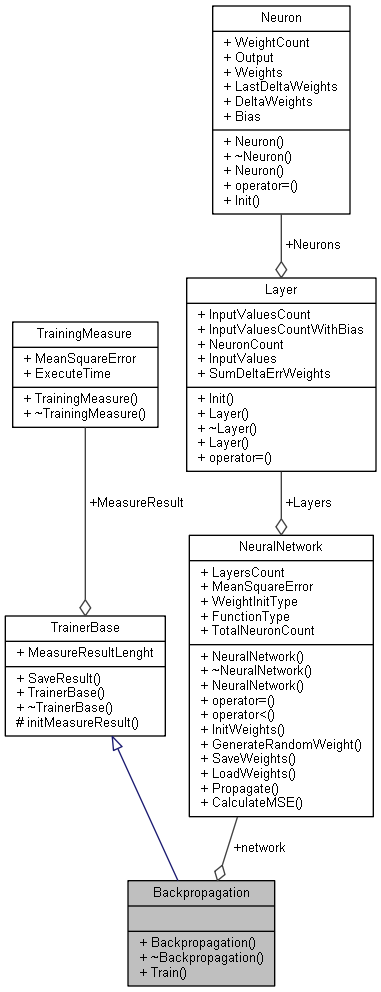 Neuron
+ WeightCount
+ Output
+ Weights
+ LastDeltaWeights
+ DeltaWeights
+ Bias
+ Neuron()
+ ~Neuron()
+ Neuron()
+ operator=()
+ Init()
+Neurons
Layer
+ InputValuesCount
+ InputValuesCountWithBias
+ NeuronCount
+ InputValues
+ SumDeltaErrWeights
+ Init()
+ Layer()
+ ~Layer()
+ Layer()
+ operator=()
TrainingMeasure
+ MeanSquareError
+ ExecuteTime
+ TrainingMeasure()
+ ~TrainingMeasure()
+MeasureResult
+Layers
NeuralNetwork
+ LayersCount
+ MeanSquareError
+ WeightInitType
+ FunctionType
+ TotalNeuronCount
+ NeuralNetwork()
+ ~NeuralNetwork()
+ NeuralNetwork()
+ operator=()
+ operator<()
+ InitWeights()
+ GenerateRandomWeight()
+ SaveWeights()
+ LoadWeights()
+ Propagate()
+ CalculateMSE()
TrainerBase
+ MeasureResultLenght
+ SaveResult()
+ TrainerBase()
+ ~TrainerBase()
# initMeasureResult()
+network
Backpropagation
+ Backpropagation()
+ ~Backpropagation()
+ Train()